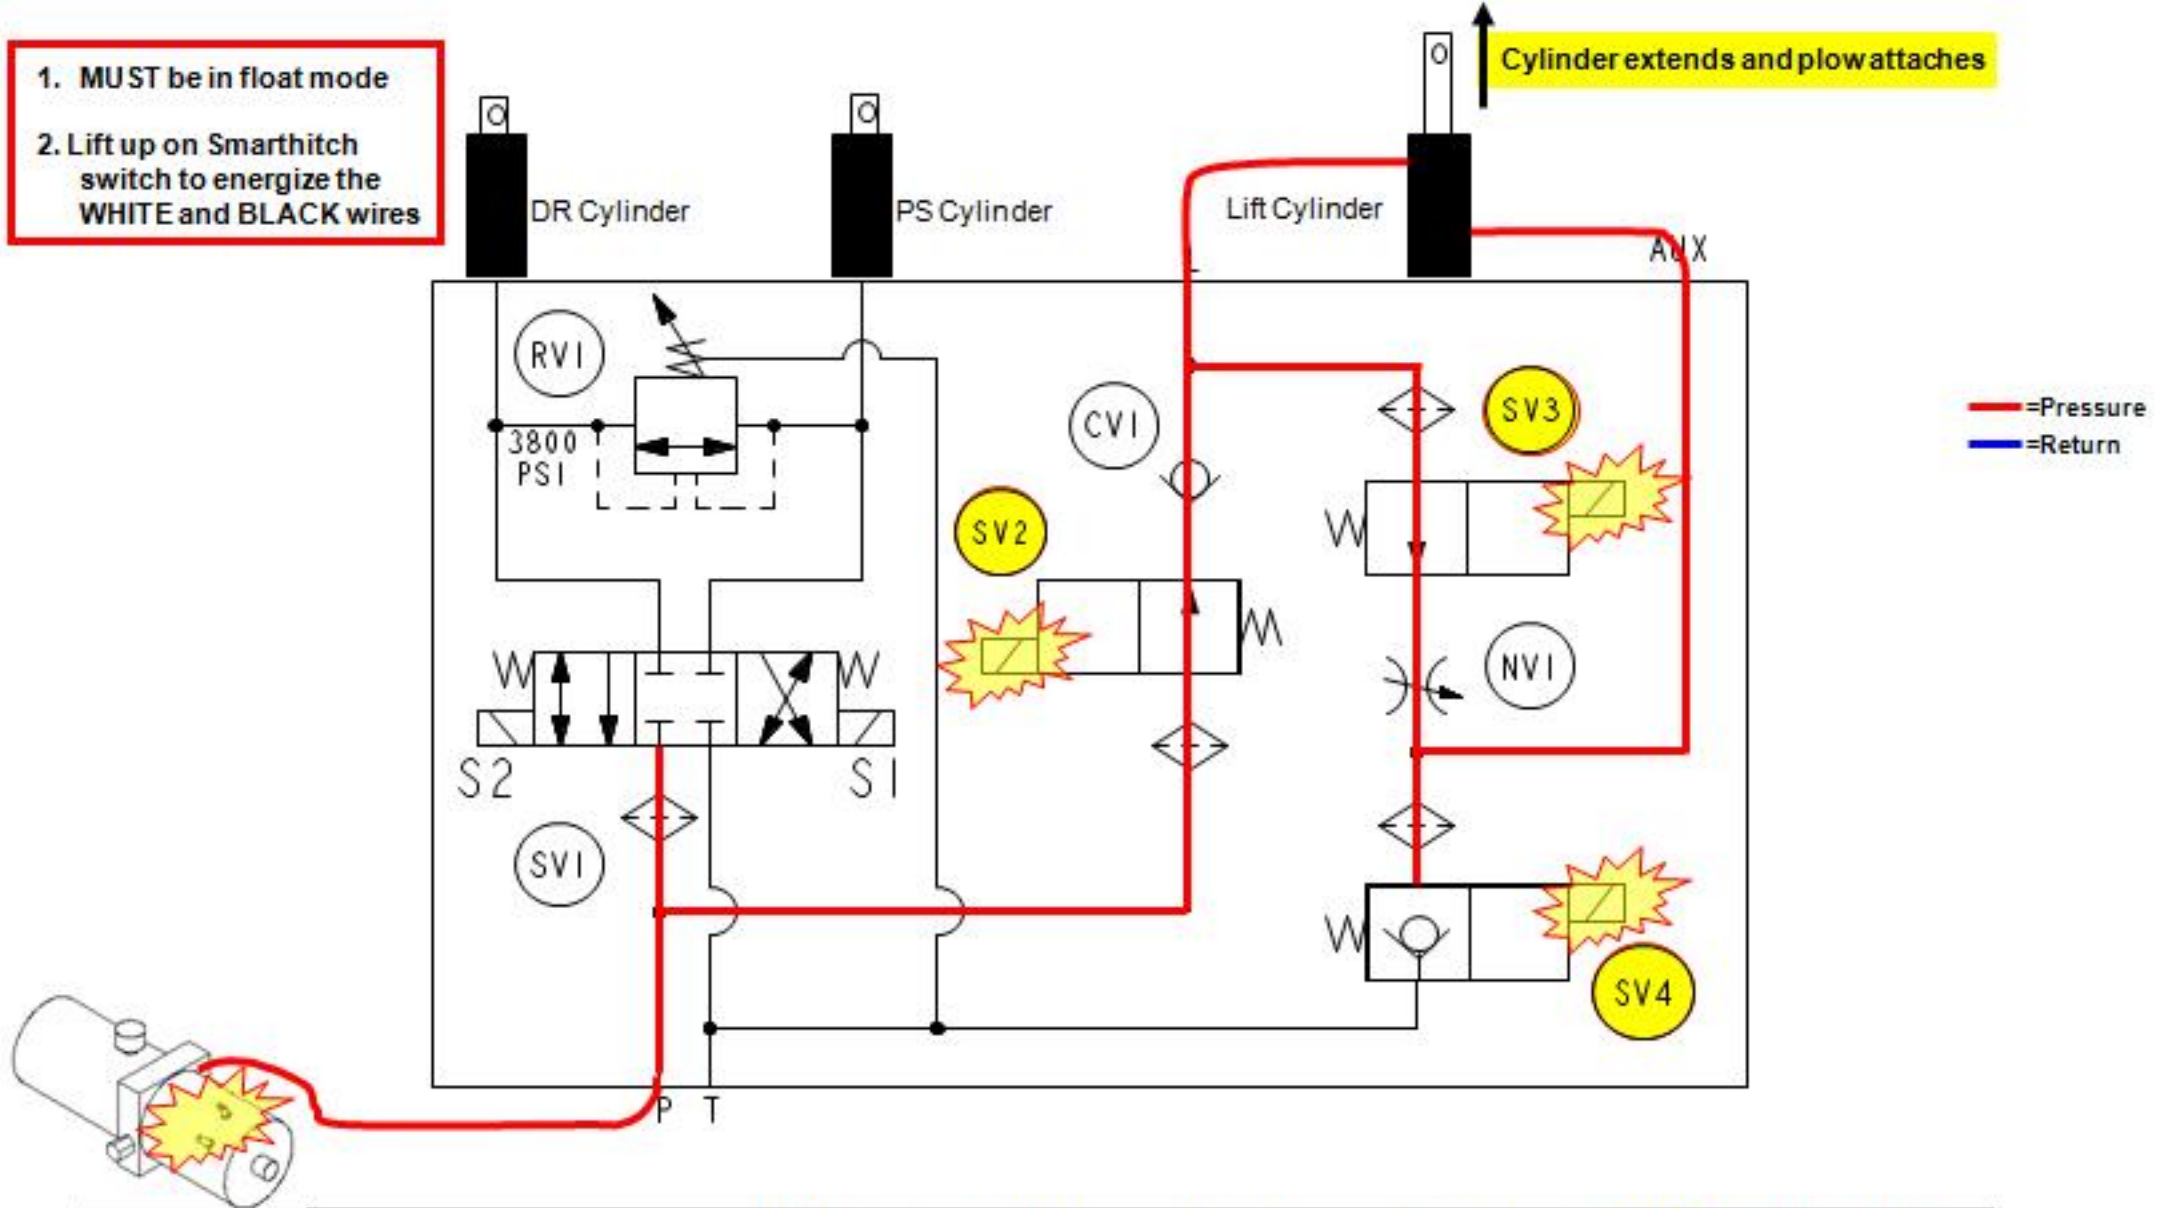 1. MUST be in float mode
2. Lift up on Smarthitch
switch to energize the
WHITE and BLACK wires
Cylinder extends and plow attaches
DR Cylinder
PS Cylinder
Lift Cylinder
AUX
RV1
3800
PSI
CV1
SV3
=Pressure
=Return
SV2
NV1
S2
S1
SV1
SV4
P
T